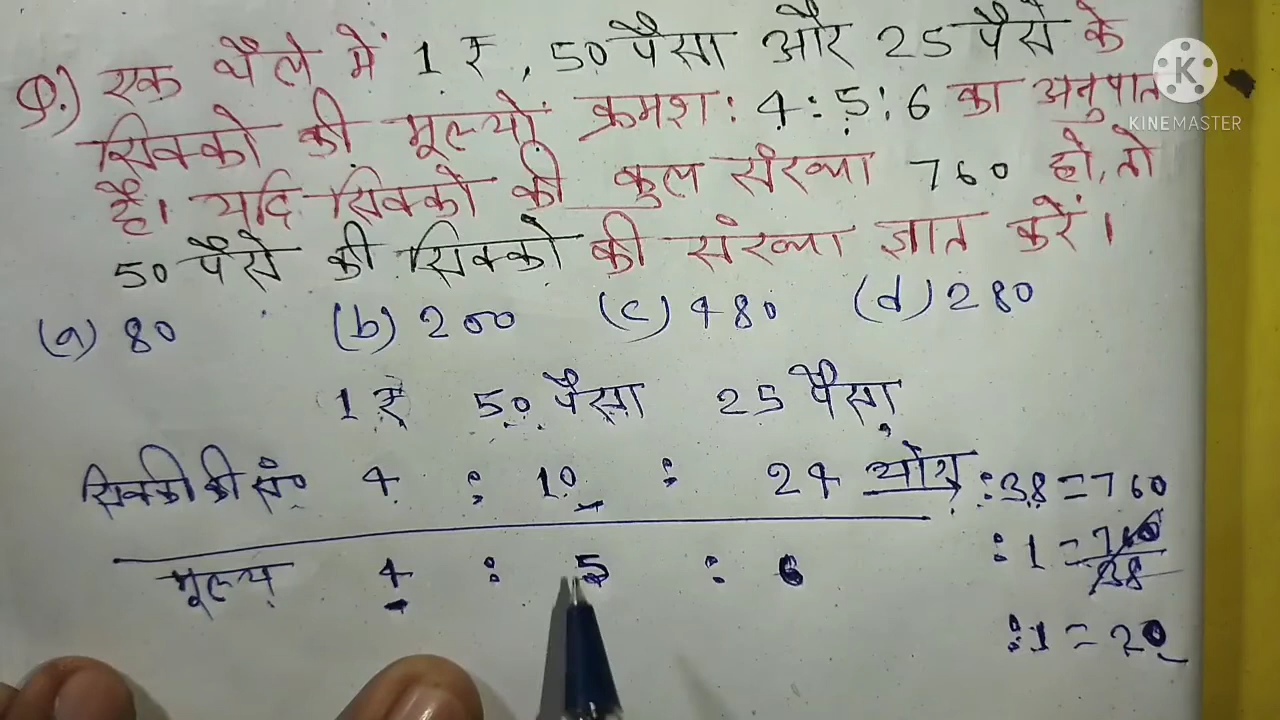 Q.) एक थैले में 1 ₹, 50 पैसा और 25 पैसे के
सिक्को की मूल्यों क्रमश: 4:5:6 का अनुपात
है। यदि सिक्को की कुल संख्या 760 हो, तो
50 पैसे की सिक्को की संख्या ज्ञात करें।
(a) 80 (b) 200 (c) 480 (d) 280
1 ₹ 50 पैसा 25 पैसा
सिक्को की सं० 4 : 10 : 24 योग :38 = 760
मूल्य 4 : 5 : 6 :1 = 760/38
:1 = 20
K
KINEMASTER